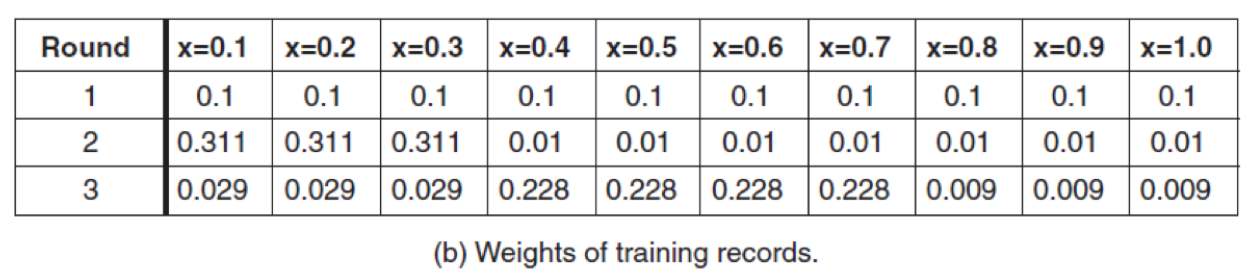 Round x=0.1 x=0.2 x=0.3 x=0.4 x=0.5 x=0.6 x=0.7 x=0.8 x=0.9 x=1.0
1 0.1 0.1 0.1 0.1 0.1 0.1 0.1 0.1 0.1 0.1
2 0.311 0.311 0.311 0.01 0.01 0.01 0.01 0.01 0.01 0.01
3 0.029 0.029 0.029 0.228 0.228 0.228 0.228 0.009 0.009 0.009
(b) Weights of training records.